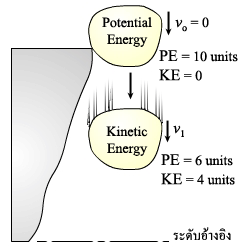 Potential
Energy
v₀ = 0
PE = 10 units
KE = 0
Kinetic
Energy
v₁
PE = 6 units
KE = 4 units
ระดับอ้างอิง